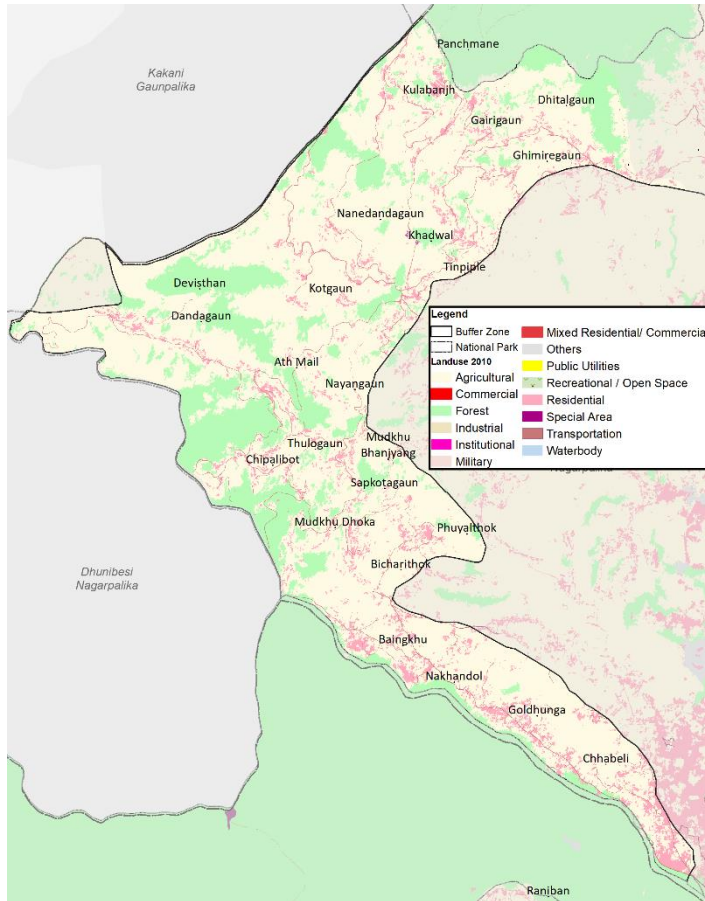 Panchmane
Kakani
Gaunpalika
Kulabanjh
Dhitalgaun
Gairigaun
Ghimiregaun
Nanedandagaun
Khadwal
Tinpiple
Devisthan
Kotgaun
Dandagaun
Legend
Buffer Zone
National Park
Landuse 2010
Agricultural
Commercial
Forest
Industrial
Institutional
Military
Mixed Residential/ Commercia
Others
Public Utilities
Recreational / Open Space
Residential
Special Area
Transportation
Waterbody
Ath Mail
Nayangaun
Thulogaun
Mudkhu
Bhanjyang
Chipalibot
Sapkotagaun
Mudkhu Dhoka
Phuyalthok
Bicharithok
Dhunibesi
Nagarpalika
Baingkhu
Nakhandol
Goldhunga
Chhabeli
Raniban